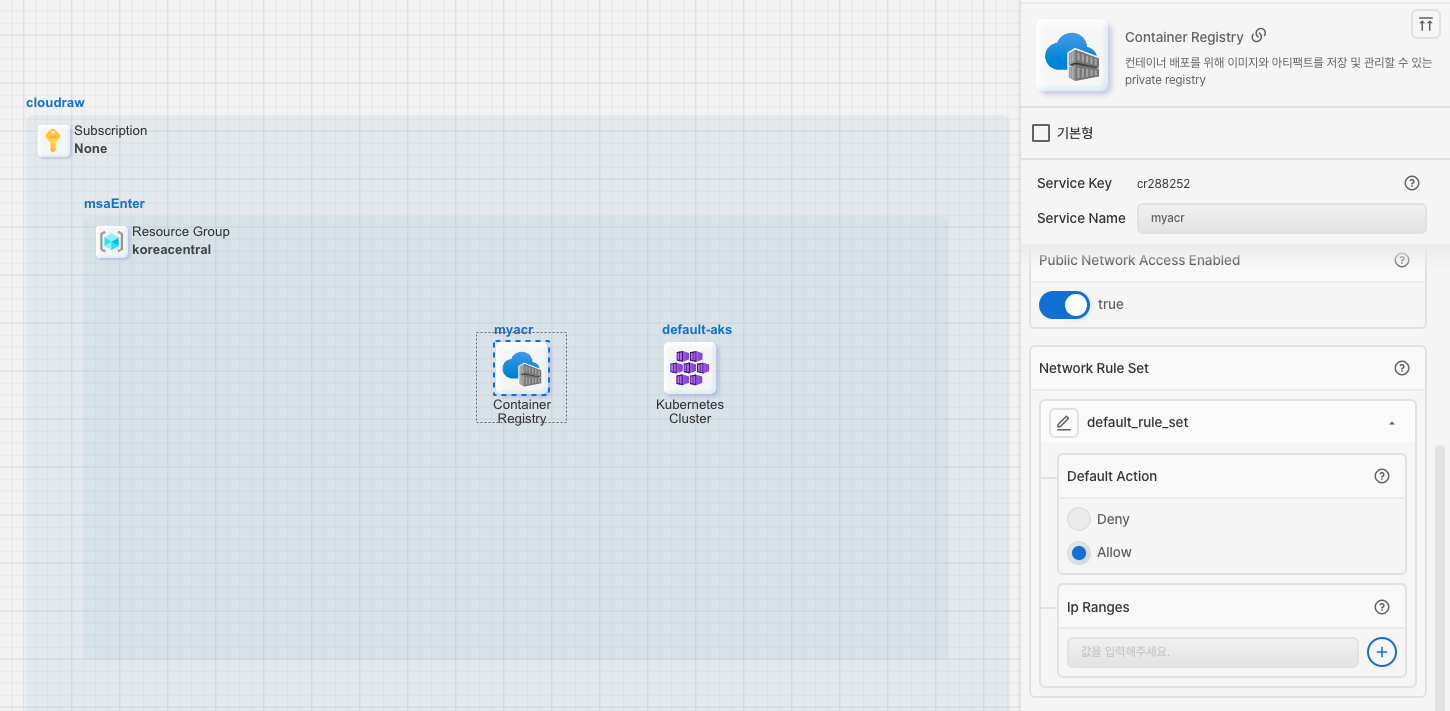 cloudraw
Subscription
None
msaEnter
Resource Group
koreacentral
myacr
Container
Registry
default-aks
Kubernetes
Cluster
Container Registry
컨테이너 배포를 위해 이미지와 아티팩트를 저장 및 관리할 수 있는
private registry
기본형
Service Key cr288252
Service Name myacr
Public Network Access Enabled
true
Network Rule Set
default_rule_set
Default Action
Deny
Allow
Ip Ranges
값을 입력해주세요.